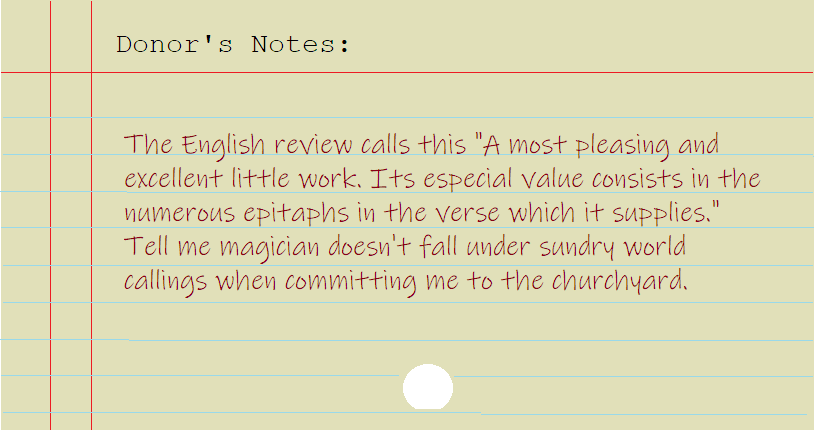 Donor's Notes:
The English review calls this "A most pleasing and
excellent little work. Its especial value consists in the
numerous epitaphs in the verse which it supplies."
Tell me magician doesn't fall under sundry world
callings when committing me to the churchyard.